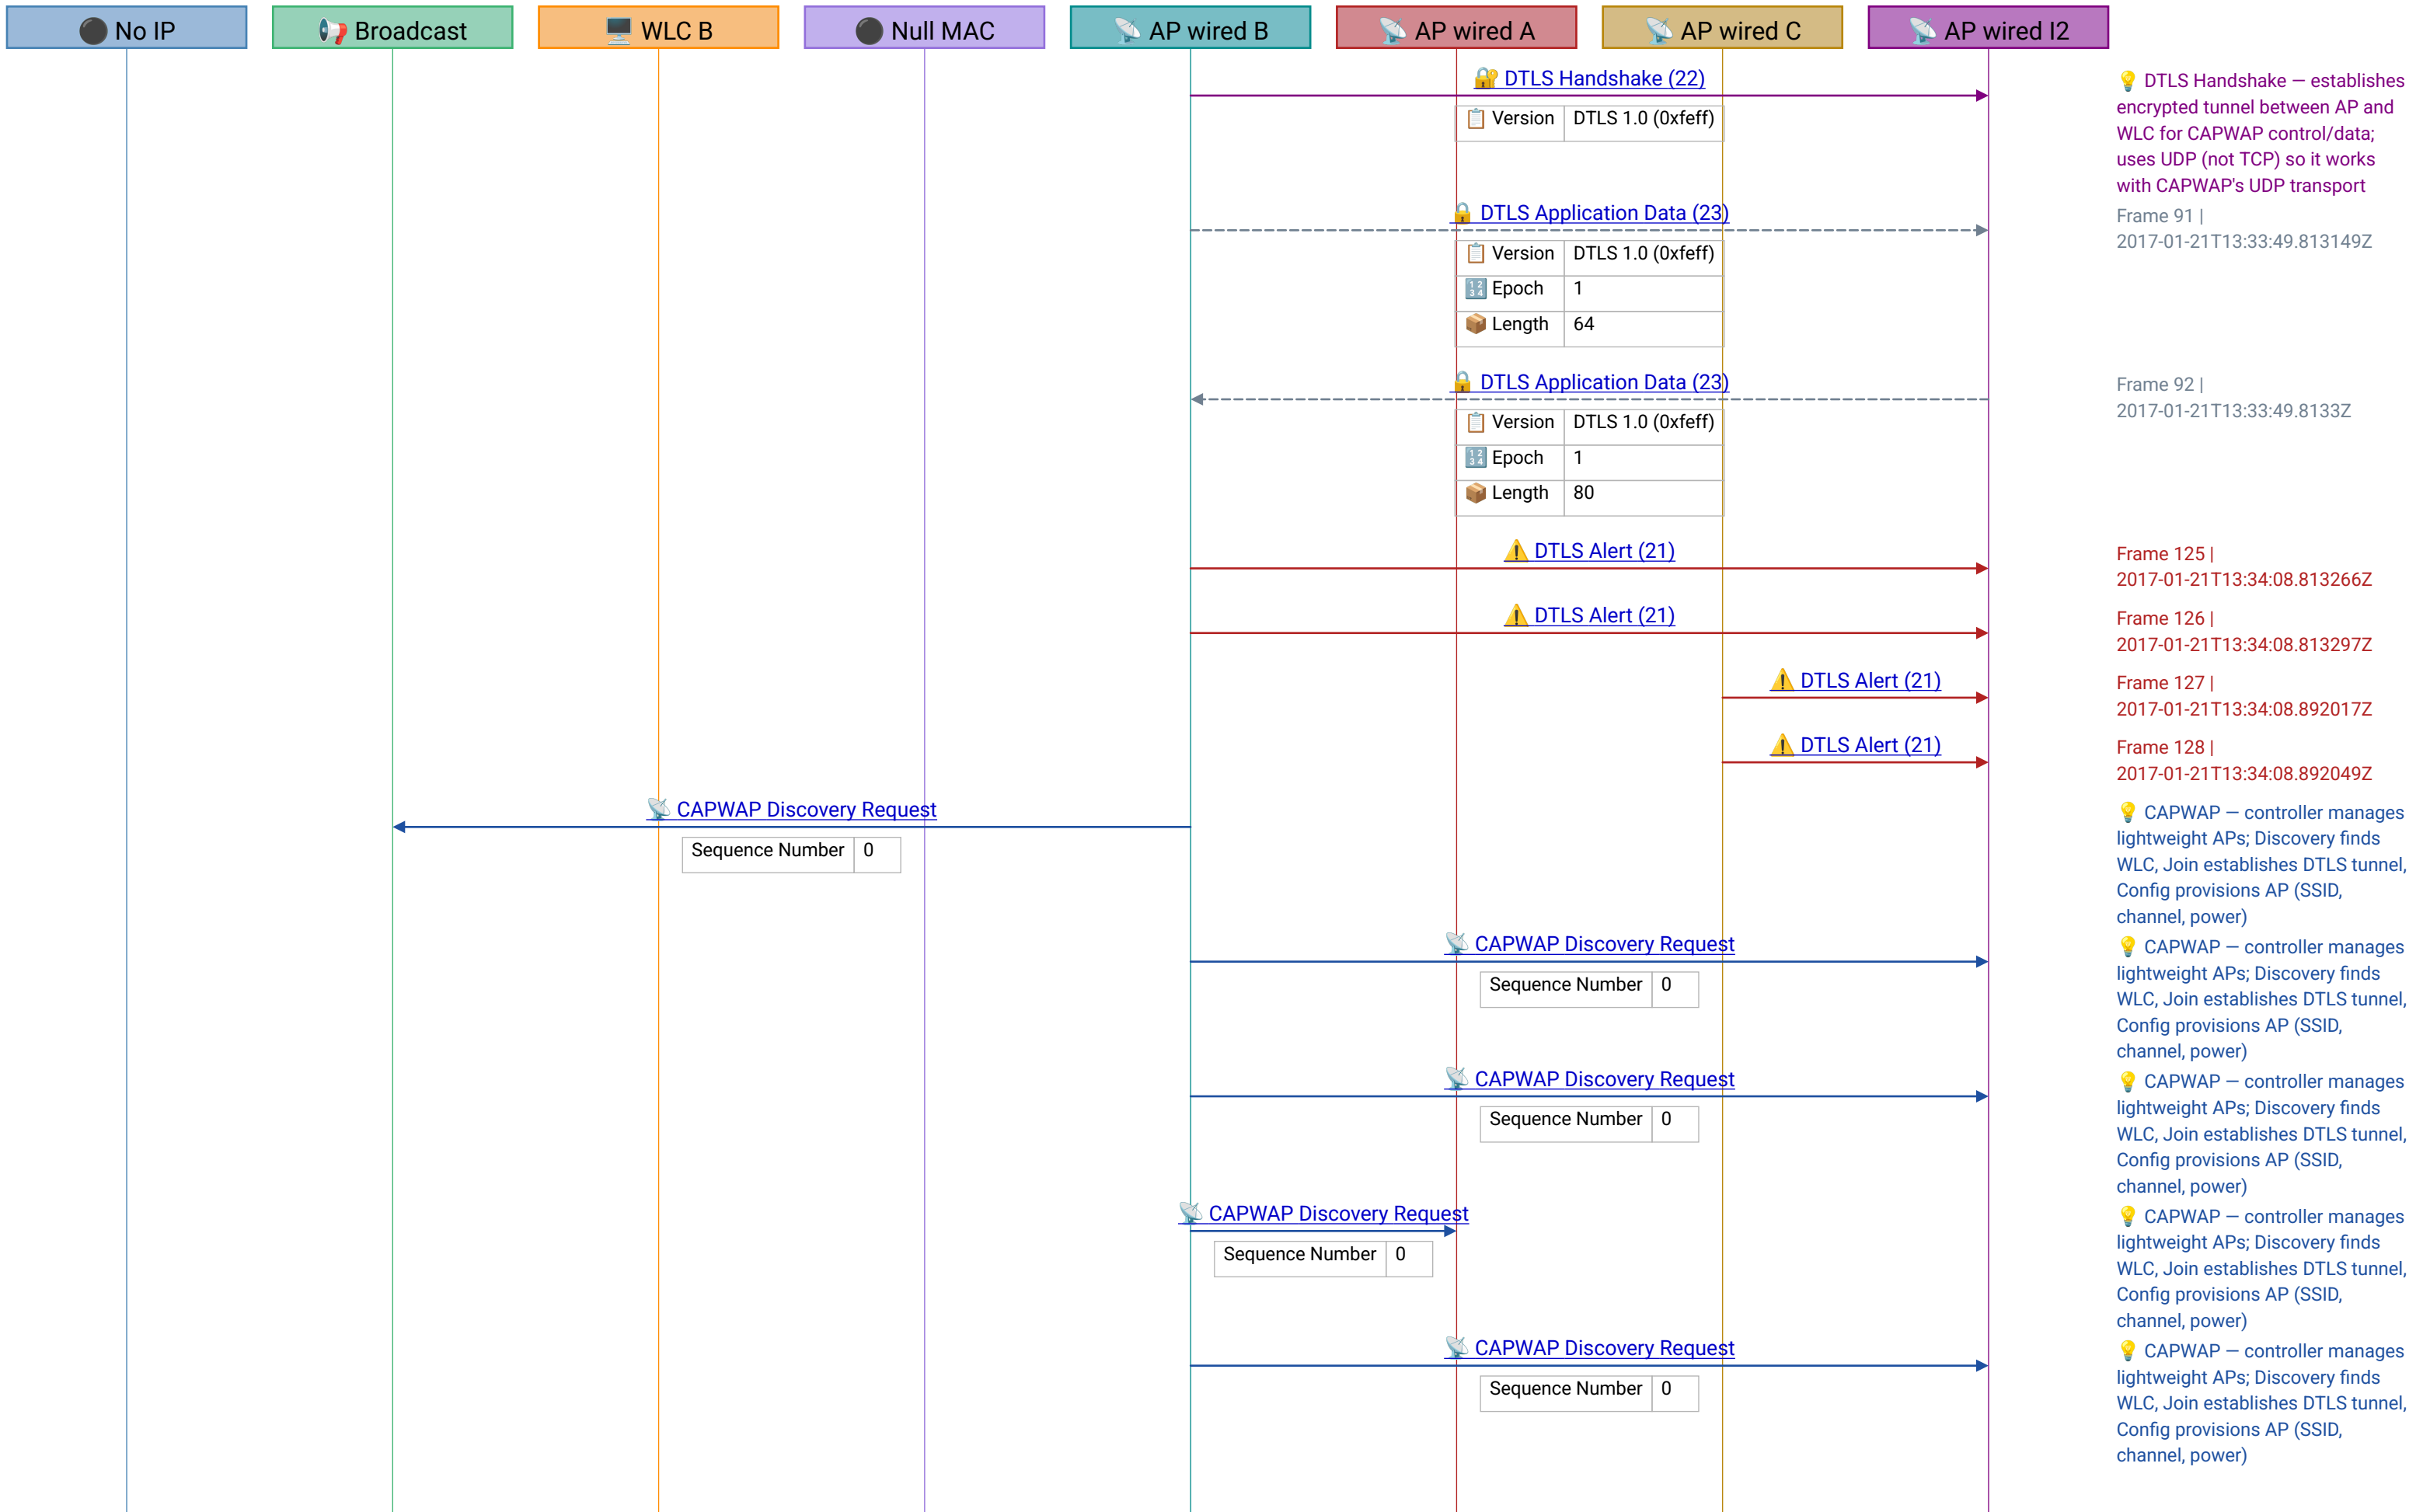 No IP
Broadcast
WLC B
Null MAC
AP wired B
AP wired A
AP wired C
AP wired I2
DTLS Handshake (22)
Version DTLS 1.0 (0xfeff)
DTLS Handshake — establishes
encrypted tunnel between AP and
WLC for CAPWAP control/data;
uses UDP (not TCP) so it works
with CAPWAP's UDP transport
DTLS Application Data (23)
Version DTLS 1.0 (0xfeff)
Epoch 1
Length 64
Frame 91 |
2017-01-21T13:33:49.813149Z
DTLS Application Data (23)
Version DTLS 1.0 (0xfeff)
Epoch 1
Length 80
Frame 92 |
2017-01-21T13:33:49.8133Z
DTLS Alert (21)
Frame 125 |
2017-01-21T13:34:08.813266Z
DTLS Alert (21)
Frame 126 |
2017-01-21T13:34:08.813297Z
DTLS Alert (21)
Frame 127 |
2017-01-21T13:34:08.892017Z
DTLS Alert (21)
Frame 128 |
2017-01-21T13:34:08.892049Z
CAPWAP Discovery Request
Sequence Number 0
CAPWAP — controller manages
lightweight APs; Discovery finds
WLC, Join establishes DTLS tunnel,
Config provisions AP (SSID,
channel, power)
CAPWAP Discovery Request
Sequence Number 0
CAPWAP — controller manages
lightweight APs; Discovery finds
WLC, Join establishes DTLS tunnel,
Config provisions AP (SSID,
channel, power)
CAPWAP Discovery Request
Sequence Number 0
CAPWAP — controller manages
lightweight APs; Discovery finds
WLC, Join establishes DTLS tunnel,
Config provisions AP (SSID,
channel, power)
CAPWAP Discovery Request
Sequence Number 0
CAPWAP — controller manages
lightweight APs; Discovery finds
WLC, Join establishes DTLS tunnel,
Config provisions AP (SSID,
channel, power)
CAPWAP Discovery Request
Sequence Number 0
CAPWAP — controller manages
lightweight APs; Discovery finds
WLC, Join establishes DTLS tunnel,
Config provisions AP (SSID,
channel, power)